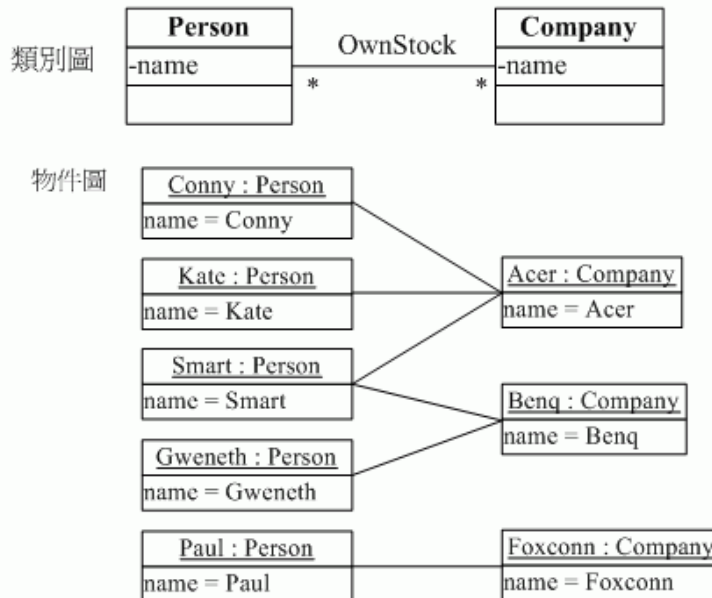 類別圖
Person
-name
OwnStock
*
*
Company
-name
物件圖
Conny : Person
name = Conny
Kate : Person
name = Kate
Smart : Person
name = Smart
Gweneth : Person
name = Gweneth
Paul : Person
name = Paul
Acer : Company
name = Acer
Benq : Company
name = Benq
Foxconn : Company
name = Foxconn